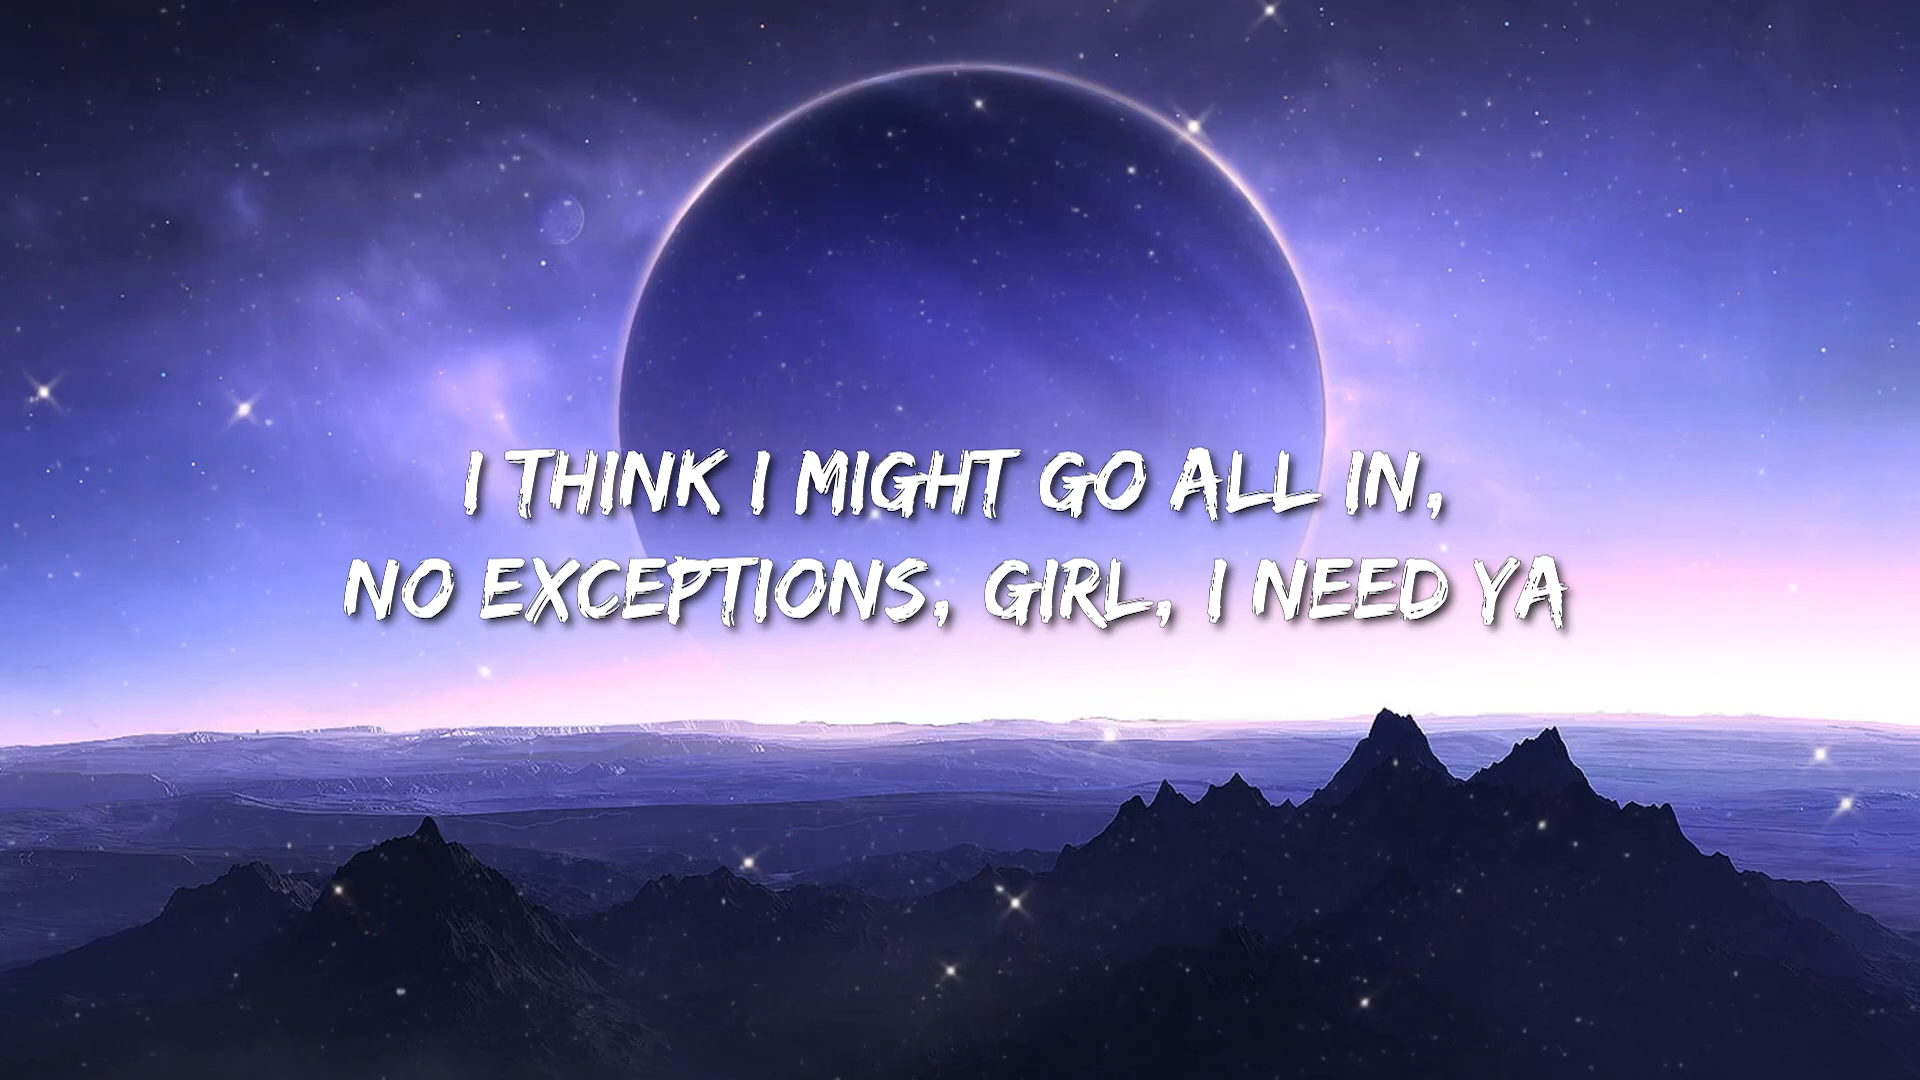 I THINK I MIGHT GO ALL IN,
NO EXCEPTIONS, GIRL, I NEED YA